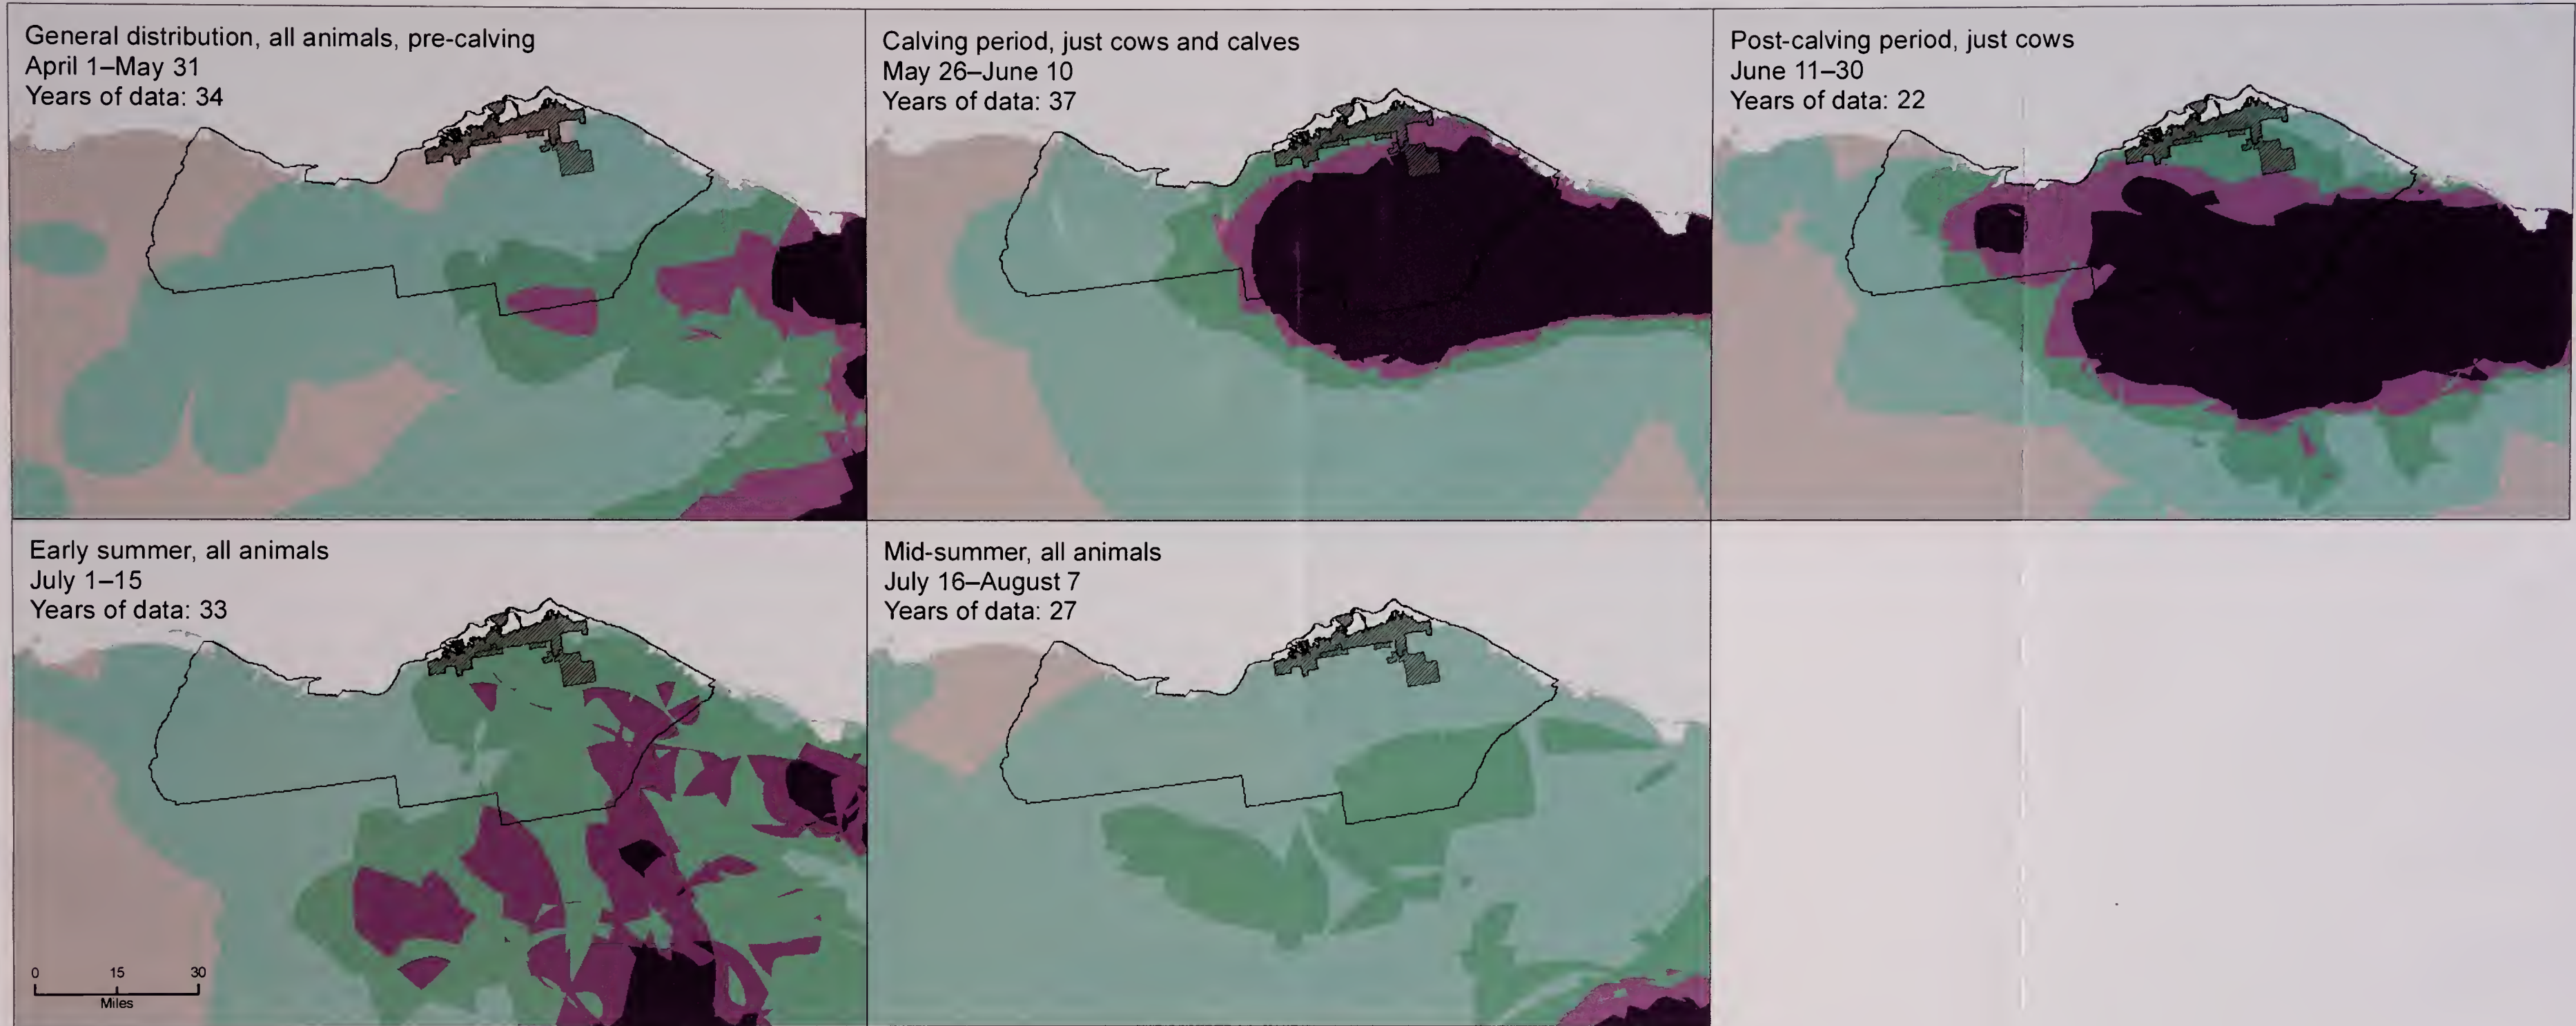 General distribution, all animals, pre-calving
April 1–May 31
Years of data: 34
Calving period, just cows and calves
May 26–June 10
Years of data: 37
Post-calving period, just cows
June 11–30
Years of data: 22
Early summer, all animals
July 1–15
Years of data: 33
0 15 30
Miles
Mid-summer, all animals
July 16–August 7
Years of data: 27